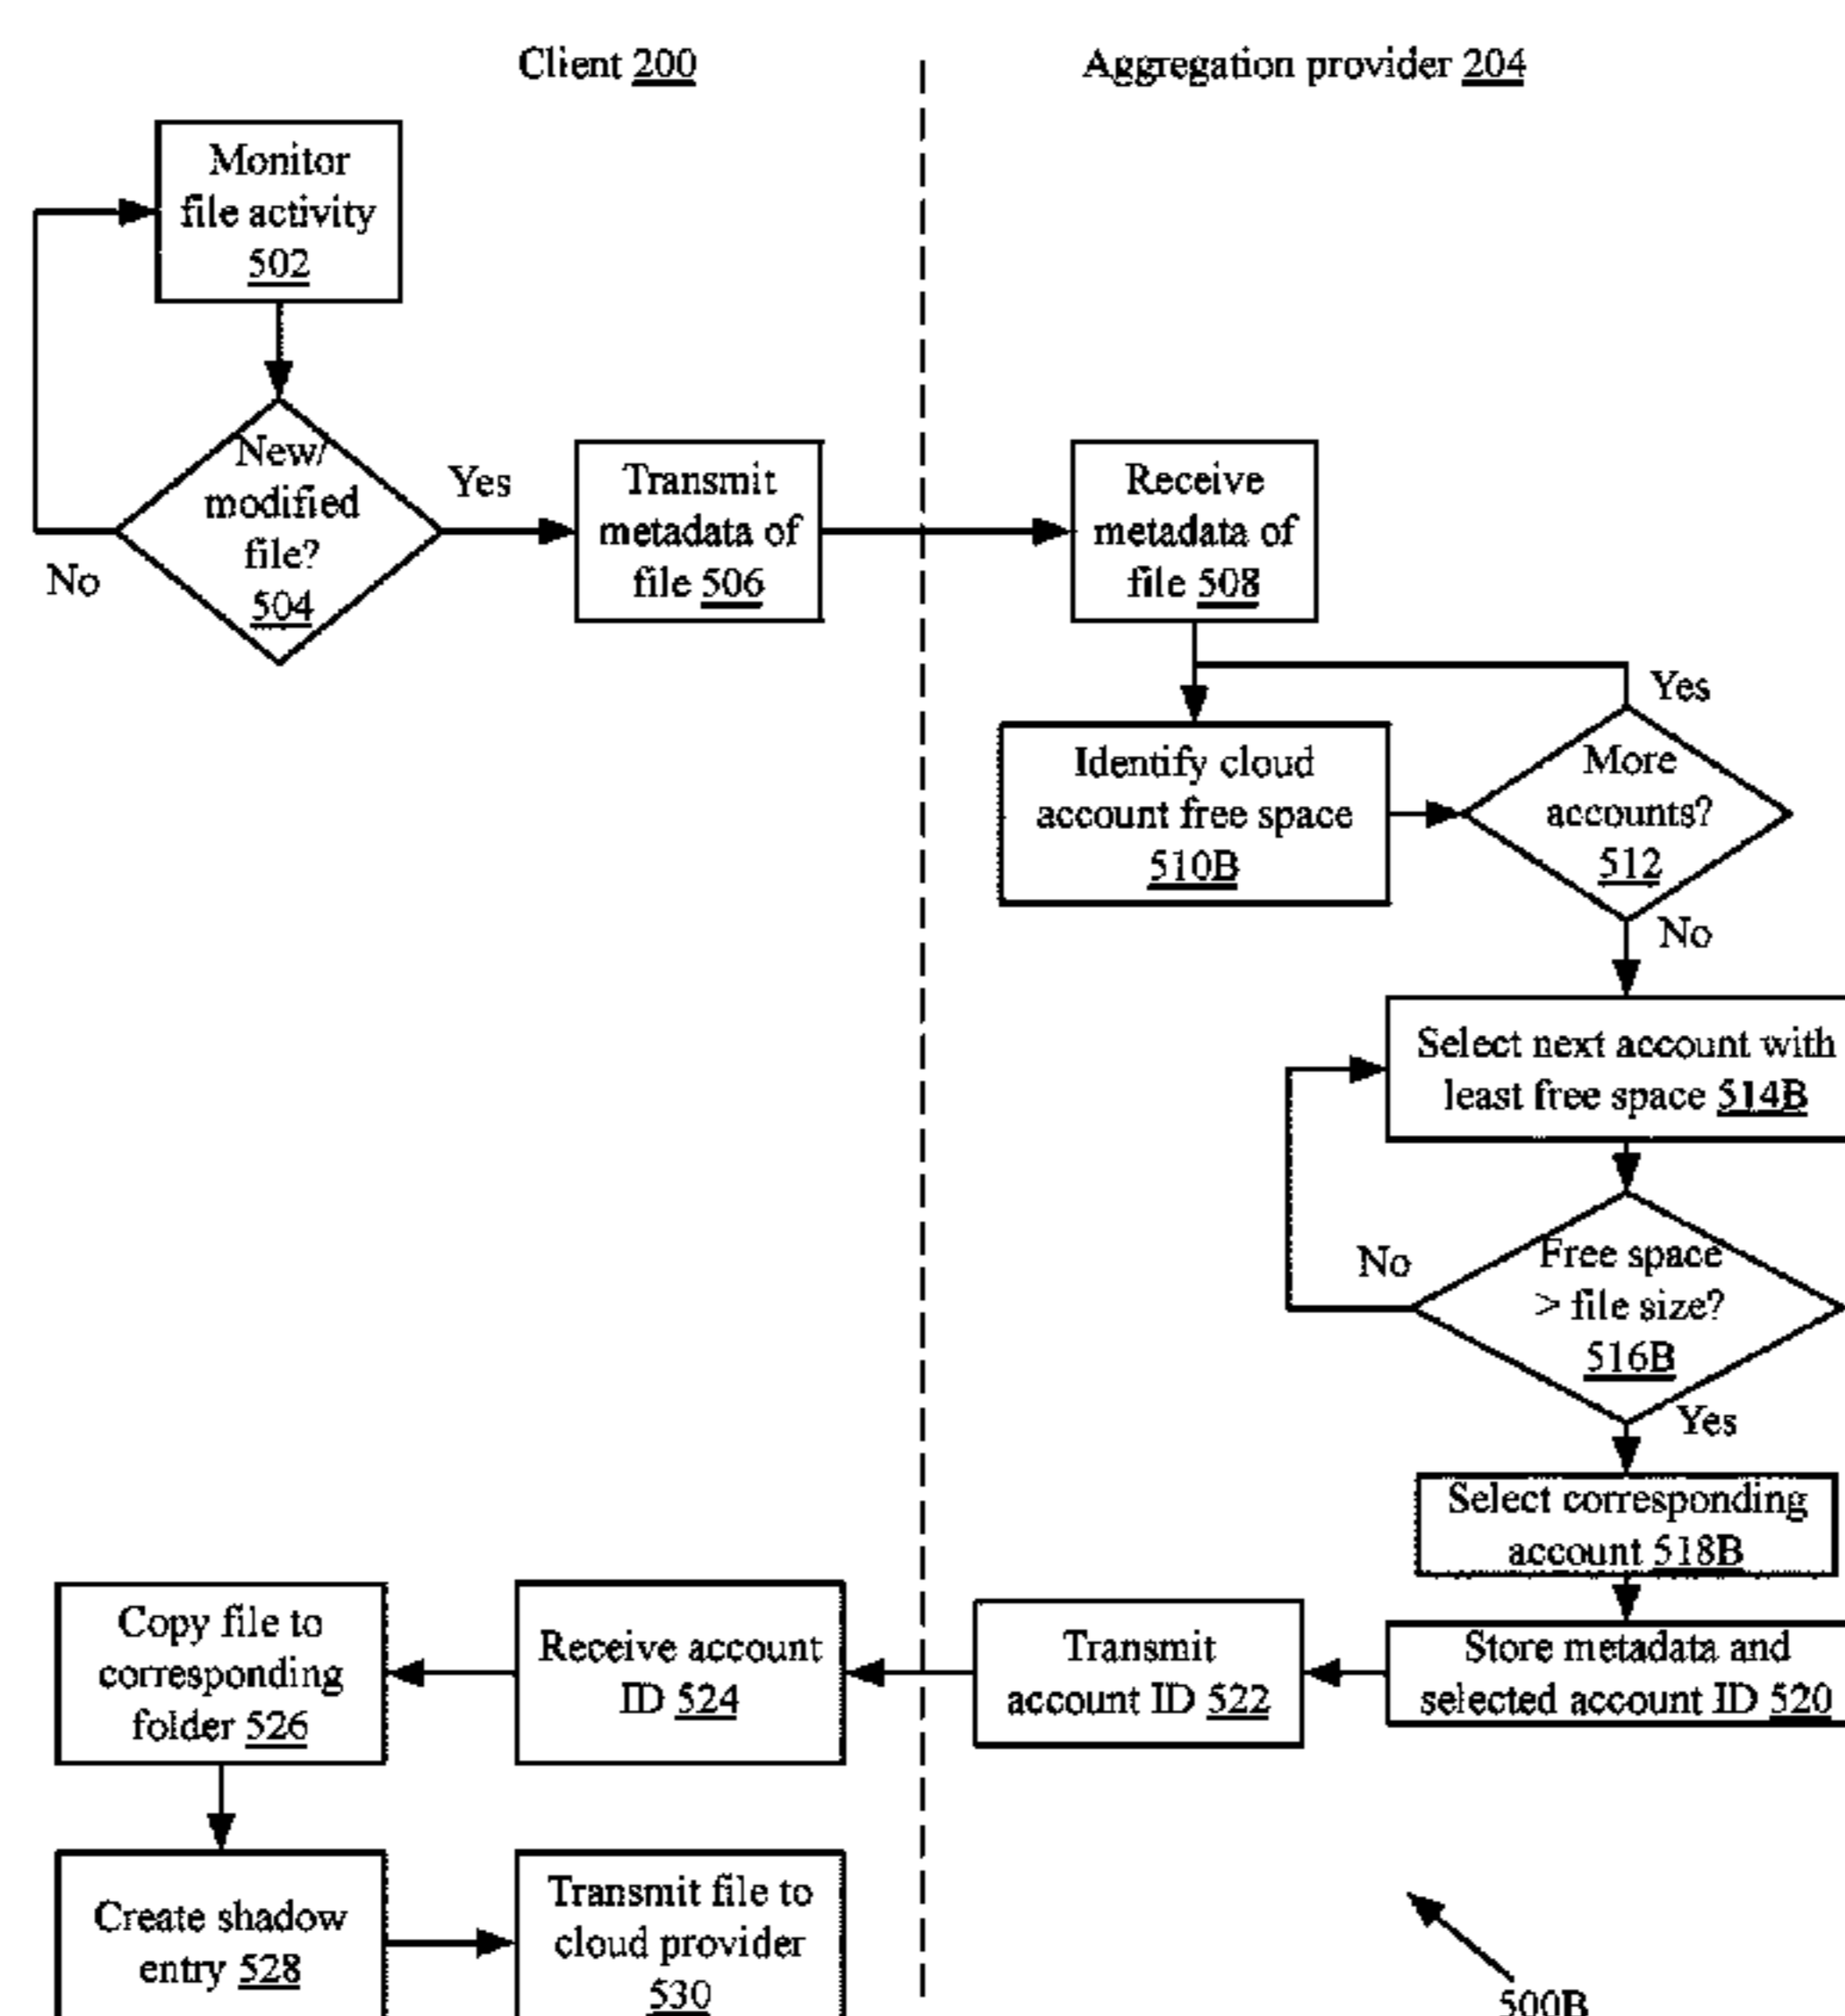 Client 200
Aggregation provider 204
Monitor
file activity
502
New/
modified
file?
504
No
Yes
Transmit
metadata of
file 506
Receive
metadata of
file 508
Identify cloud
account free space
510B
Yes
More
accounts?
512
No
Select next account with
least free space 514B
No
Free space
> file size?
516B
Yes
Select corresponding
account 518B
Store metadata and
selected account ID 520
Transmit
account ID 522
Receive account
ID 524
Copy file to
corresponding
folder 526
Create shadow
entry 528
Transmit file to
cloud provider
530
500B